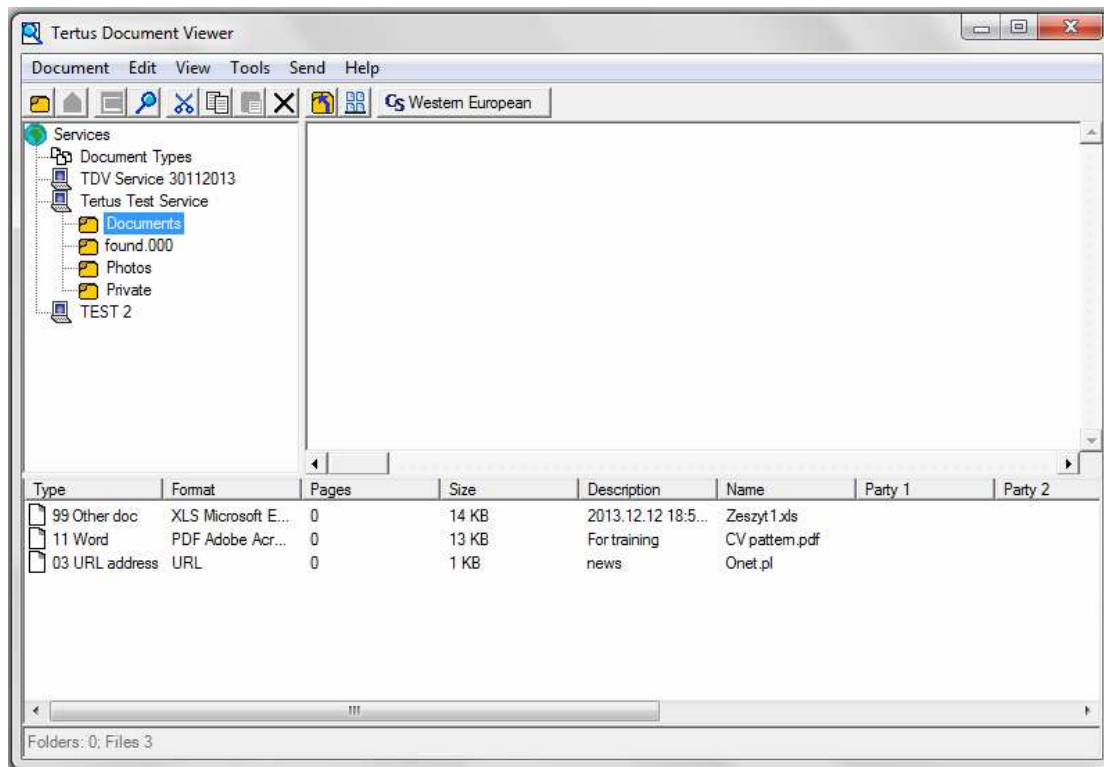 Tertus Document Viewer
Document Edit View Tools Send Help
CS Western European
Services
Document Types
TDV Service 30112013
Tertus Test Service
Documents
found.000
Photos
Private
TEST 2
Type Format Pages Size Description Name Party 1 Party 2
99 Other doc XLS Microsoft E... 0 14 KB 2013.12.12 18:5... Zeszyt1.xls
11 Word PDF Adobe Acr... 0 13 KB For training CV pattern.pdf
03 URL address URL 0 1 KB news Onet.pl
Folders: 0; Files 3